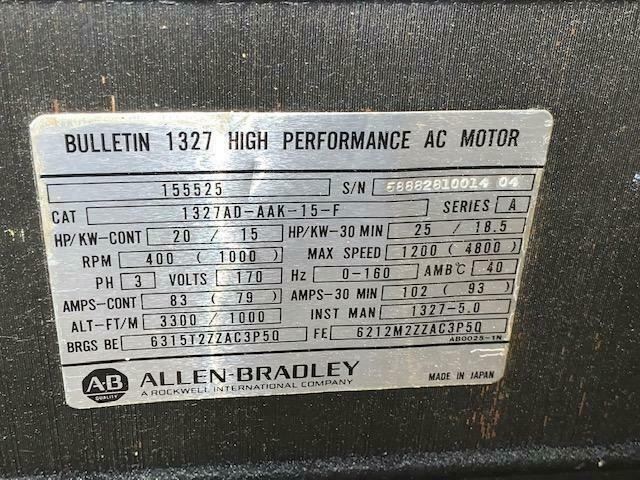 BULLETIN 1327 HIGH PERFORMANCE AC MOTOR
155525 S/N 58882810014 04
CAT 1327AD-AAK-15-F SERIES A
HP/KW-CONT 20 / 15 HP/KW-30 MIN 25 / 18.5
RPM 400 ( 1000 ) MAX SPEED 1200 ( 4800 )
PH 3 VOLTS 170 Hz 0-160 AMB°C 40
AMPS-CONT 83 ( 79 ) AMPS-30 MIN 102 ( 93 )
ALT-FT/M 3300 / 1000 INST MAN 1327-5.0
BRGS BE 6315T2ZZAC3P5Q FE 6212M2ZZAC3P5Q
AB0025-1N
AB QUALITY
ALLEN-BRADLEY
A ROCKWELL INTERNATIONAL COMPANY
MADE IN JAPAN